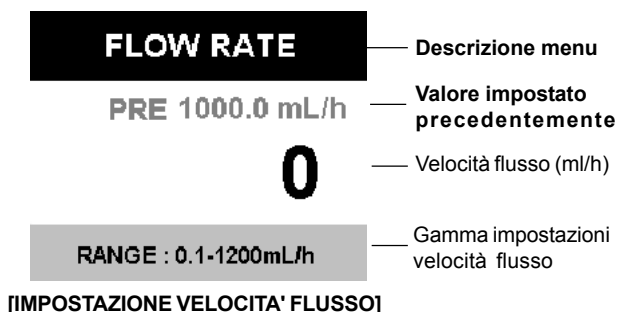 FLOW RATE
Descrizione menu
PRE 1000.0 mL/h
Valore impostato
precedentemente
0
Velocità flusso (ml/h)
RANGE : 0.1-1200mL/h
Gamma impostazioni
velocità flusso
[IMPOSTAZIONE VELOCITA' FLUSSO]